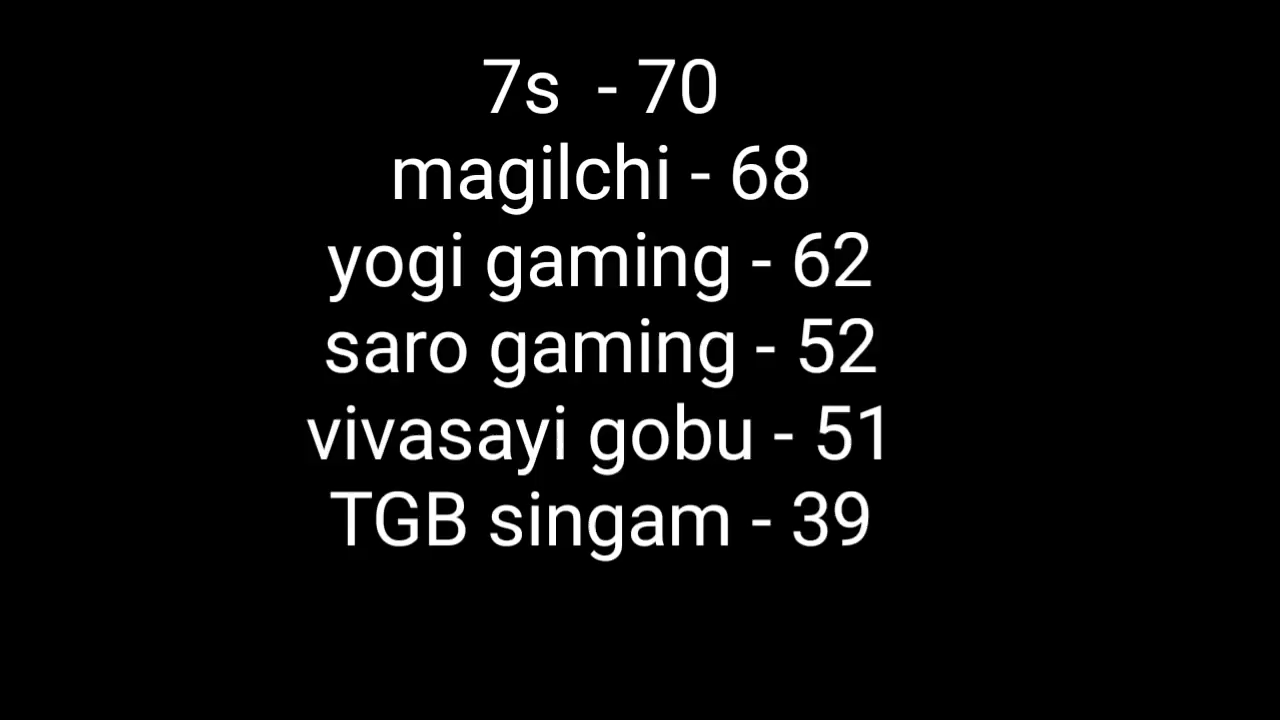 7s - 70
magilchi - 68
yogi gaming - 62
saro gaming - 52
vivasayi gobu - 51
TGB singam - 39